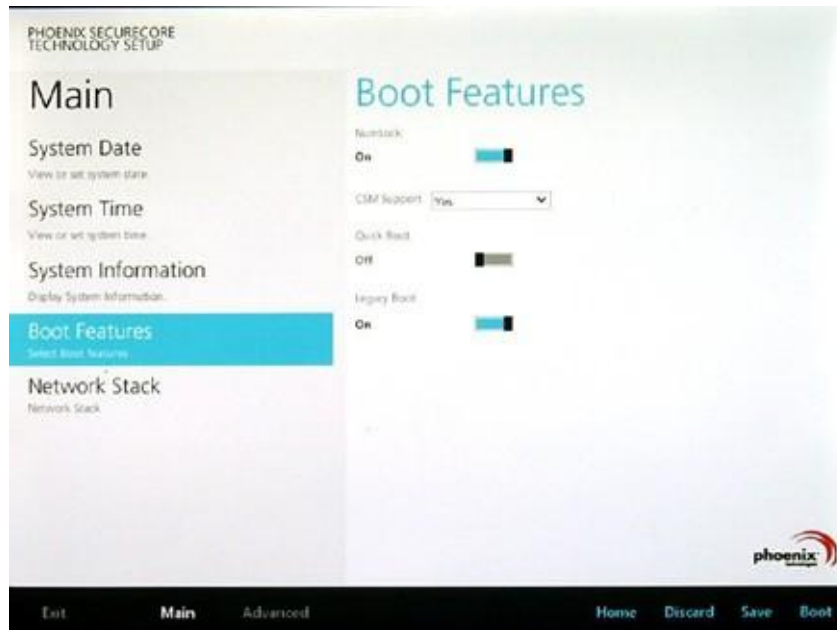 PHOENIX SECURECORE
TECHNOLOGY SETUP
Main
System Date
View or set system date.
System Time
View or set system time.
System Information
Display System Information.
Boot Features
Select Boot features
Network Stack
Network Stack
Boot Features
NumLock:
On
CSM Support
Yes
Quick Boot
Off
Legacy Boot
On
phoenix
technologies
Exit
Main
Advanced
Home
Discard
Save
Boot